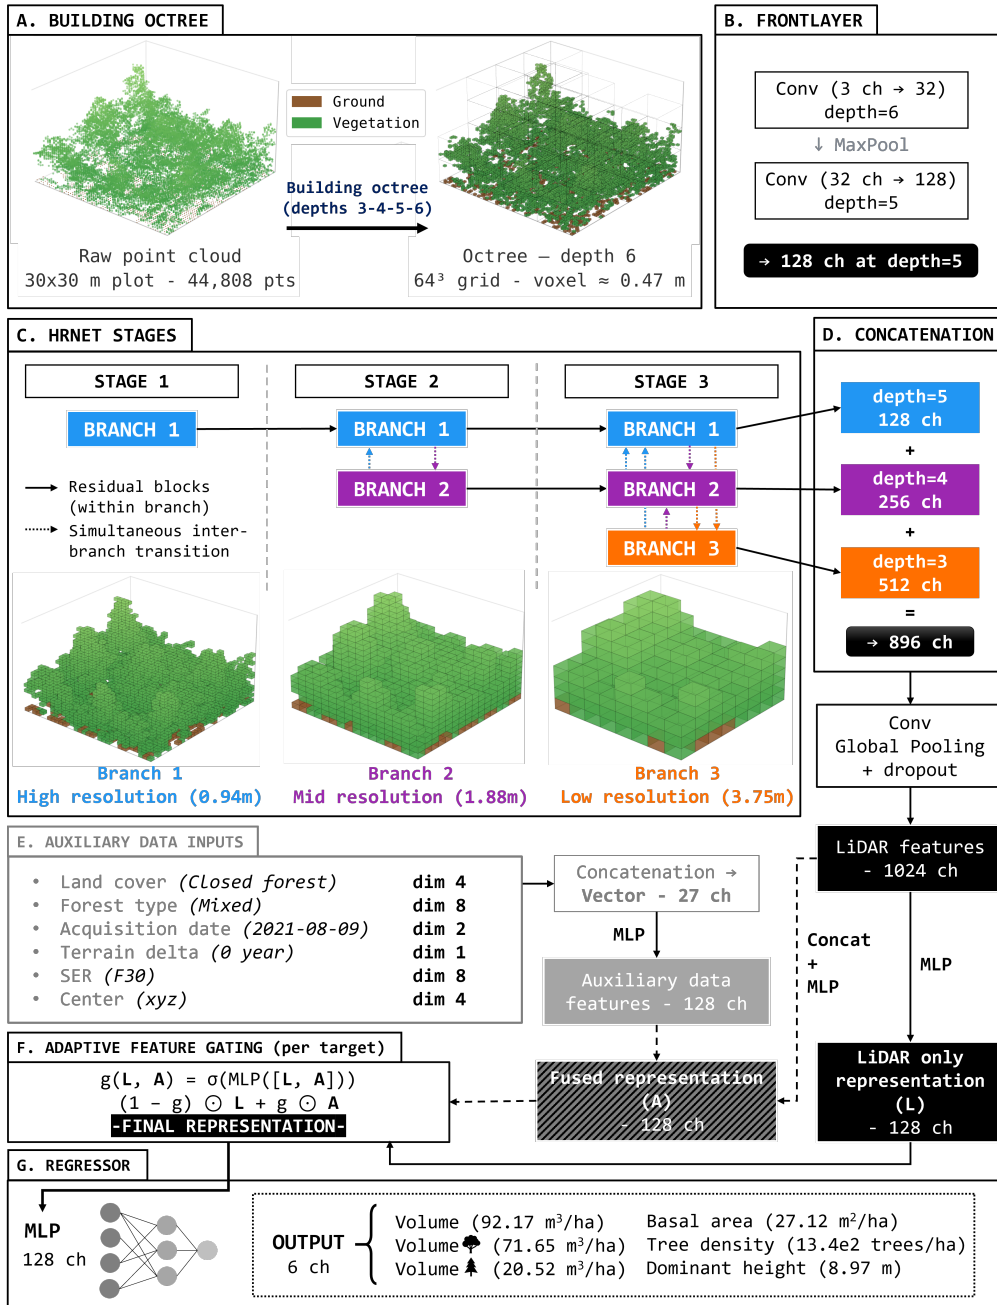 A. BUILDING OCTREE
Ground
Vegetation
Building octree
(depths 3-4-5-6)
Raw point cloud
30x30 m plot - 44,808 pts
Octree – depth 6
64³ grid - voxel ≈ 0.47 m
B. FRONTLAYER
Conv (3 ch → 32)
depth=6
↓ MaxPool
Conv (32 ch → 128)
depth=5
→ 128 ch at depth=5
C. HRNET STAGES
STAGE 1
STAGE 2
STAGE 3
BRANCH 1
BRANCH 1
BRANCH 1
BRANCH 2
BRANCH 2
BRANCH 3
Residual blocks
(within branch)
Simultaneous inter-
branch transition
Branch 1
High resolution (0.94m)
Branch 2
Mid resolution (1.88m)
Branch 3
Low resolution (3.75m)
D. CONCATENATION
depth=5
128 ch
+
depth=4
256 ch
+
depth=3
512 ch
=
→ 896 ch
Conv
Global Pooling
+ dropout
LiDAR features
- 1024 ch
Concat
+
MLP
MLP
LiDAR only
representation
(L)
- 128 ch
E. AUXILIARY DATA INPUTS
• Land cover (Closed forest) dim 4
• Forest type (Mixed) dim 8
• Acquisition date (2021-08-09) dim 2
• Terrain delta (0 year) dim 1
• SER (F30) dim 8
• Center (xyz) dim 4
Concatenation →
Vector - 27 ch
MLP
Auxiliary data
features - 128 ch
Fused representation
(A)
- 128 ch
F. ADAPTIVE FEATURE GATING (per target)
g(L, A) = σ(MLP([L, A]))
(1 − g) ⊙ L + g ⊙ A
-FINAL REPRESENTATION-
G. REGRESSOR
MLP
128 ch
OUTPUT
6 ch
Volume (92.17 m³/ha)
Volume (71.65 m³/ha)
Volume (20.52 m³/ha)
Basal area (27.12 m²/ha)
Tree density (13.4e2 trees/ha)
Dominant height (8.97 m)